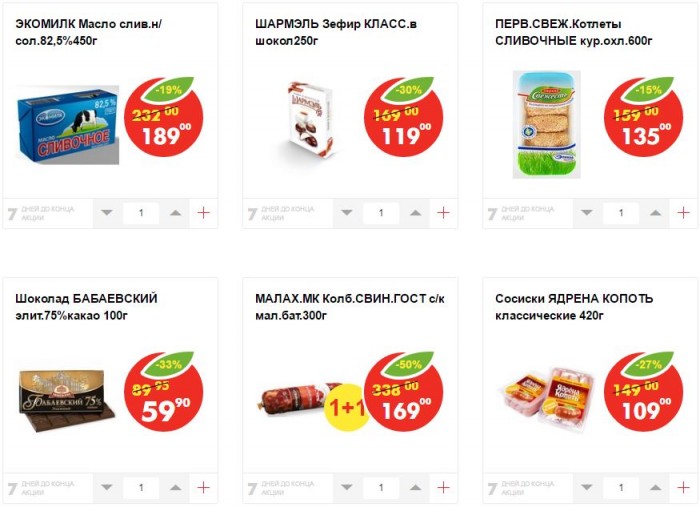 ЭКОМИЛК Масло слив.н/
сол.82,5%450г
82,5 %
ЭКОМИЛК
МАСЛО
СЛИВОЧНОЕ
-19%
232 00
189 00
7 ДНЕЙ ДО КОНЦА
АКЦИИ
1
+
ШАРМЭЛЬ Зефир КЛАСС.в
шокол250г
Шармэль
-30%
169 00
119 00
7 ДНЕЙ ДО КОНЦА
АКЦИИ
1
+
ПЕРВ.СВЕЖ.Котлеты
СЛИВОЧНЫЕ кур.охл.600г
Свежесть
-15%
159 00
135 00
7 ДНЕЙ ДО КОНЦА
АКЦИИ
1
+
Шоколад БАБАЕВСКИЙ
элит.75%какао 100г
Бабаевский 75%
-33%
89 95
59 90
7 ДНЕЙ ДО КОНЦА
АКЦИИ
1
+
МАЛАХ.МК Колб.СВИН.ГОСТ с/к
мал.бат.300г
1+1
-50%
338 00
169 00
7 ДНЕЙ ДО КОНЦА
АКЦИИ
1
+
Сосиски ЯДРЕНА КОПОТЬ
классические 420г
Ядрёна
Копоть
-27%
149 00
109 00
7 ДНЕЙ ДО КОНЦА
АКЦИИ
1
+